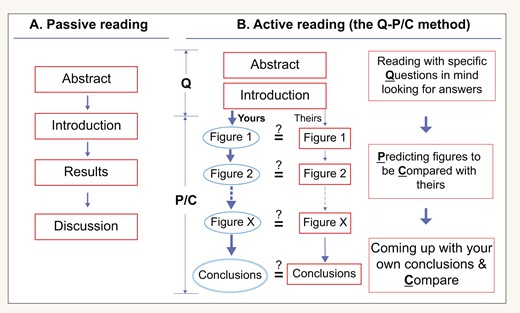 A. Passive reading
Abstract
Introduction
Results
Discussion
B. Active reading (the Q-P/C method)
Q
P/C
Abstract
Introduction
Yours
Theirs
Figure 1
?
=
Figure 1
Figure 2
?
=
Figure 2
Figure X
?
=
Figure X
Conclusions
?
=
Conclusions
Reading with specific
Questions in mind
looking for answers
Predicting figures to
be Compared with
theirs
Coming up with your
own conclusions &
Compare